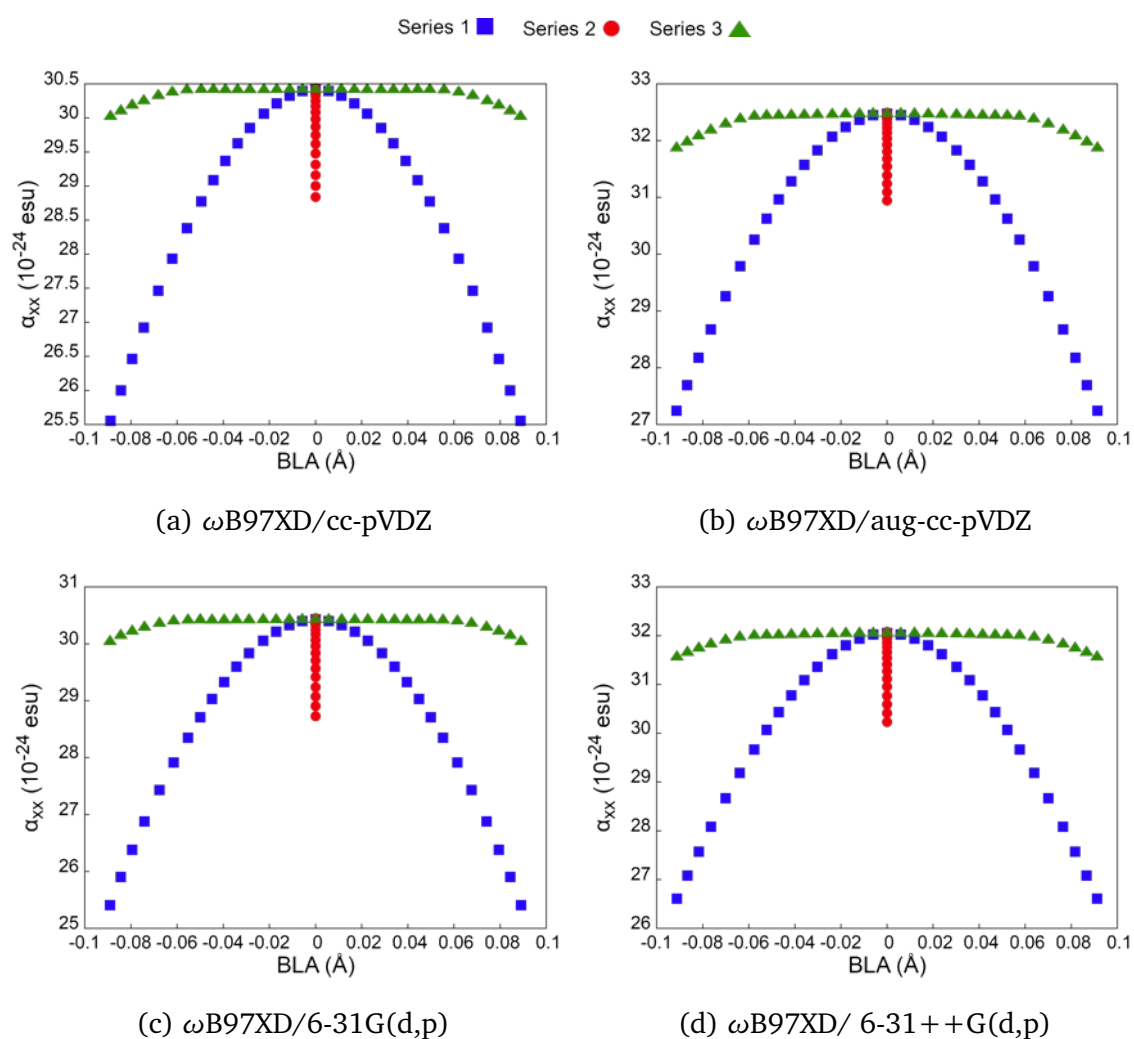 Series 1 Series 2 Series 3
30.5
30
29.5
29
28.5
28
27.5
27
26.5
26
25.5
αxx (10-24 esu)
-0.1 -0.08 -0.06 -0.04 -0.02 0 0.02 0.04 0.06 0.08 0.1
BLA (Å)
(a) ωB97XD/cc-pVDZ
33
32
31
30
29
28
27
αxx (10-24 esu)
-0.1 -0.08 -0.06 -0.04 -0.02 0 0.02 0.04 0.06 0.08 0.1
BLA (Å)
(b) ωB97XD/aug-cc-pVDZ
31
30
29
28
27
26
25
αxx (10-24 esu)
-0.1 -0.08 -0.06 -0.04 -0.02 0 0.02 0.04 0.06 0.08 0.1
BLA (Å)
(c) ωB97XD/6-31G(d,p)
33
32
31
30
29
28
27
26
αxx (10-24 esu)
-0.1 -0.08 -0.06 -0.04 -0.02 0 0.02 0.04 0.06 0.08 0.1
BLA (Å)
(d) ωB97XD/ 6-31++G(d,p)